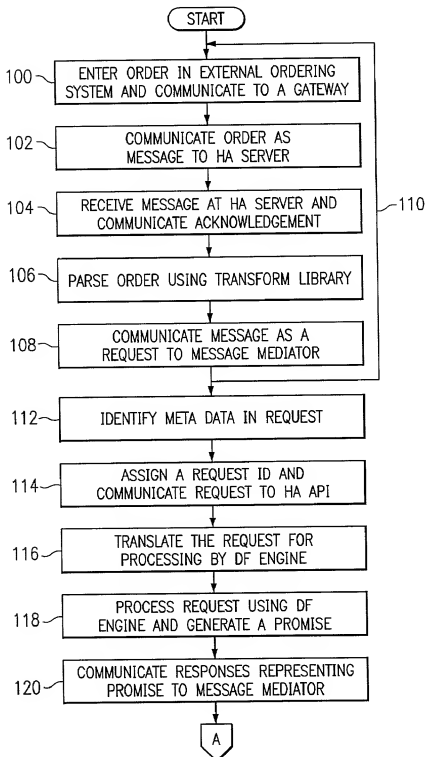 START
100
ENTER ORDER IN EXTERNAL ORDERING
SYSTEM AND COMMUNICATE TO A GATEWAY
102
COMMUNICATE ORDER AS
MESSAGE TO HA SERVER
104
RECEIVE MESSAGE AT HA SERVER AND
COMMUNICATE ACKNOWLEDGEMENT
110
106
PARSE ORDER USING TRANSFORM LIBRARY
108
COMMUNICATE MESSAGE AS A
REQUEST TO MESSAGE MEDIATOR
112
IDENTIFY META DATA IN REQUEST
114
ASSIGN A REQUEST ID AND
COMMUNICATE REQUEST TO HA API
116
TRANSLATE THE REQUEST FOR
PROCESSING BY DF ENGINE
118
PROCESS REQUEST USING DF
ENGINE AND GENERATE A PROMISE
120
COMMUNICATE RESPONSES REPRESENTING
PROMISE TO MESSAGE MEDIATOR
A